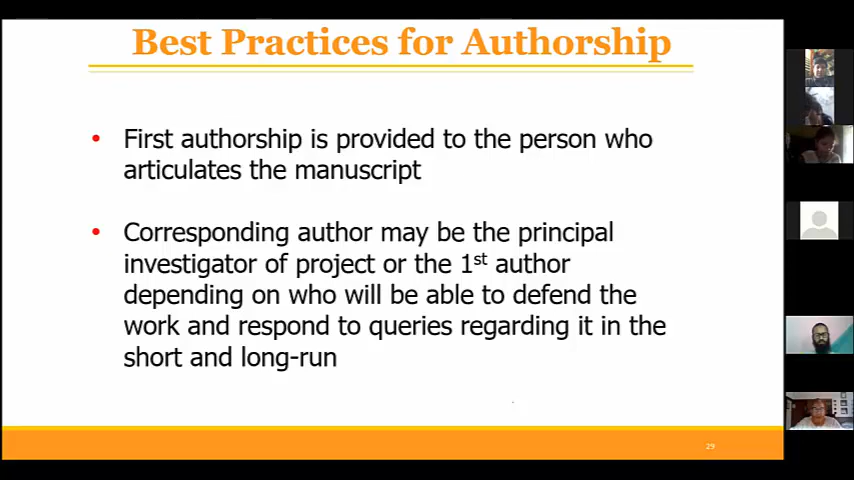 Best Practices for Authorship
• First authorship is provided to the person who
articulates the manuscript
• Corresponding author may be the principal
investigator of project or the 1st author
depending on who will be able to defend the
work and respond to queries regarding it in the
short and long-run
29